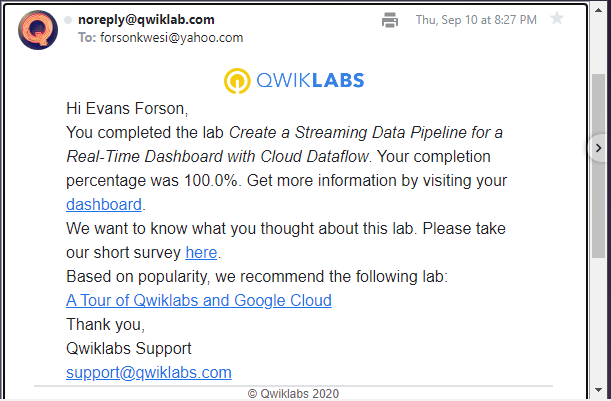 noreply@qwiklab.com
Thu, Sep 10 at 8:27 PM
To: forsonkwesi@yahoo.com
QWIKLABS
Hi Evans Forson,
You completed the lab Create a Streaming Data Pipeline for a
Real-Time Dashboard with Cloud Dataflow. Your completion
percentage was 100.0%. Get more information by visiting your
dashboard.
We want to know what you thought about this lab. Please take
our short survey here.
Based on popularity, we recommend the following lab:
A Tour of Qwiklabs and Google Cloud
Thank you,
Qwiklabs Support
support@qwiklabs.com
© Qwiklabs 2020